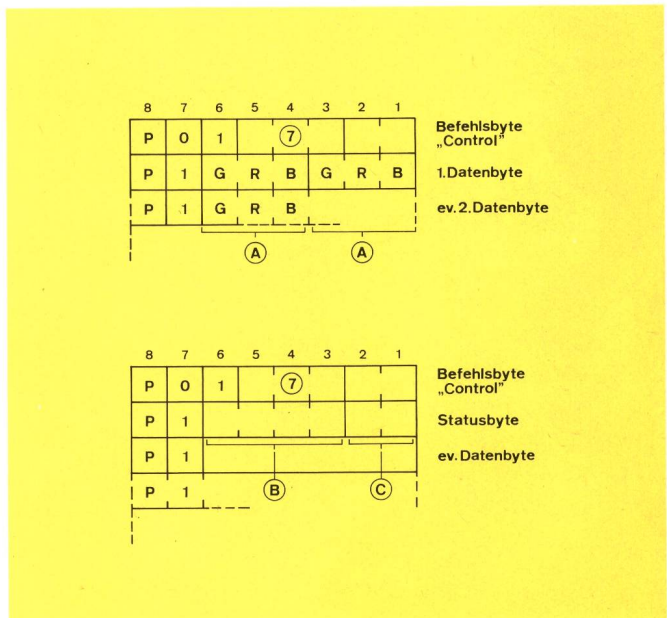 8 7 6 5 4 3 2 1
P 0 1 7 Befehlsbyte
„Control”
P 1 G R B G R B 1.Datenbyte
P 1 G R B ev.2.Datenbyte
A A
8 7 6 5 4 3 2 1
P 0 1 7 Befehlsbyte
„Control”
P 1 Statusbyte
P 1 ev.Datenbyte
P 1
B C